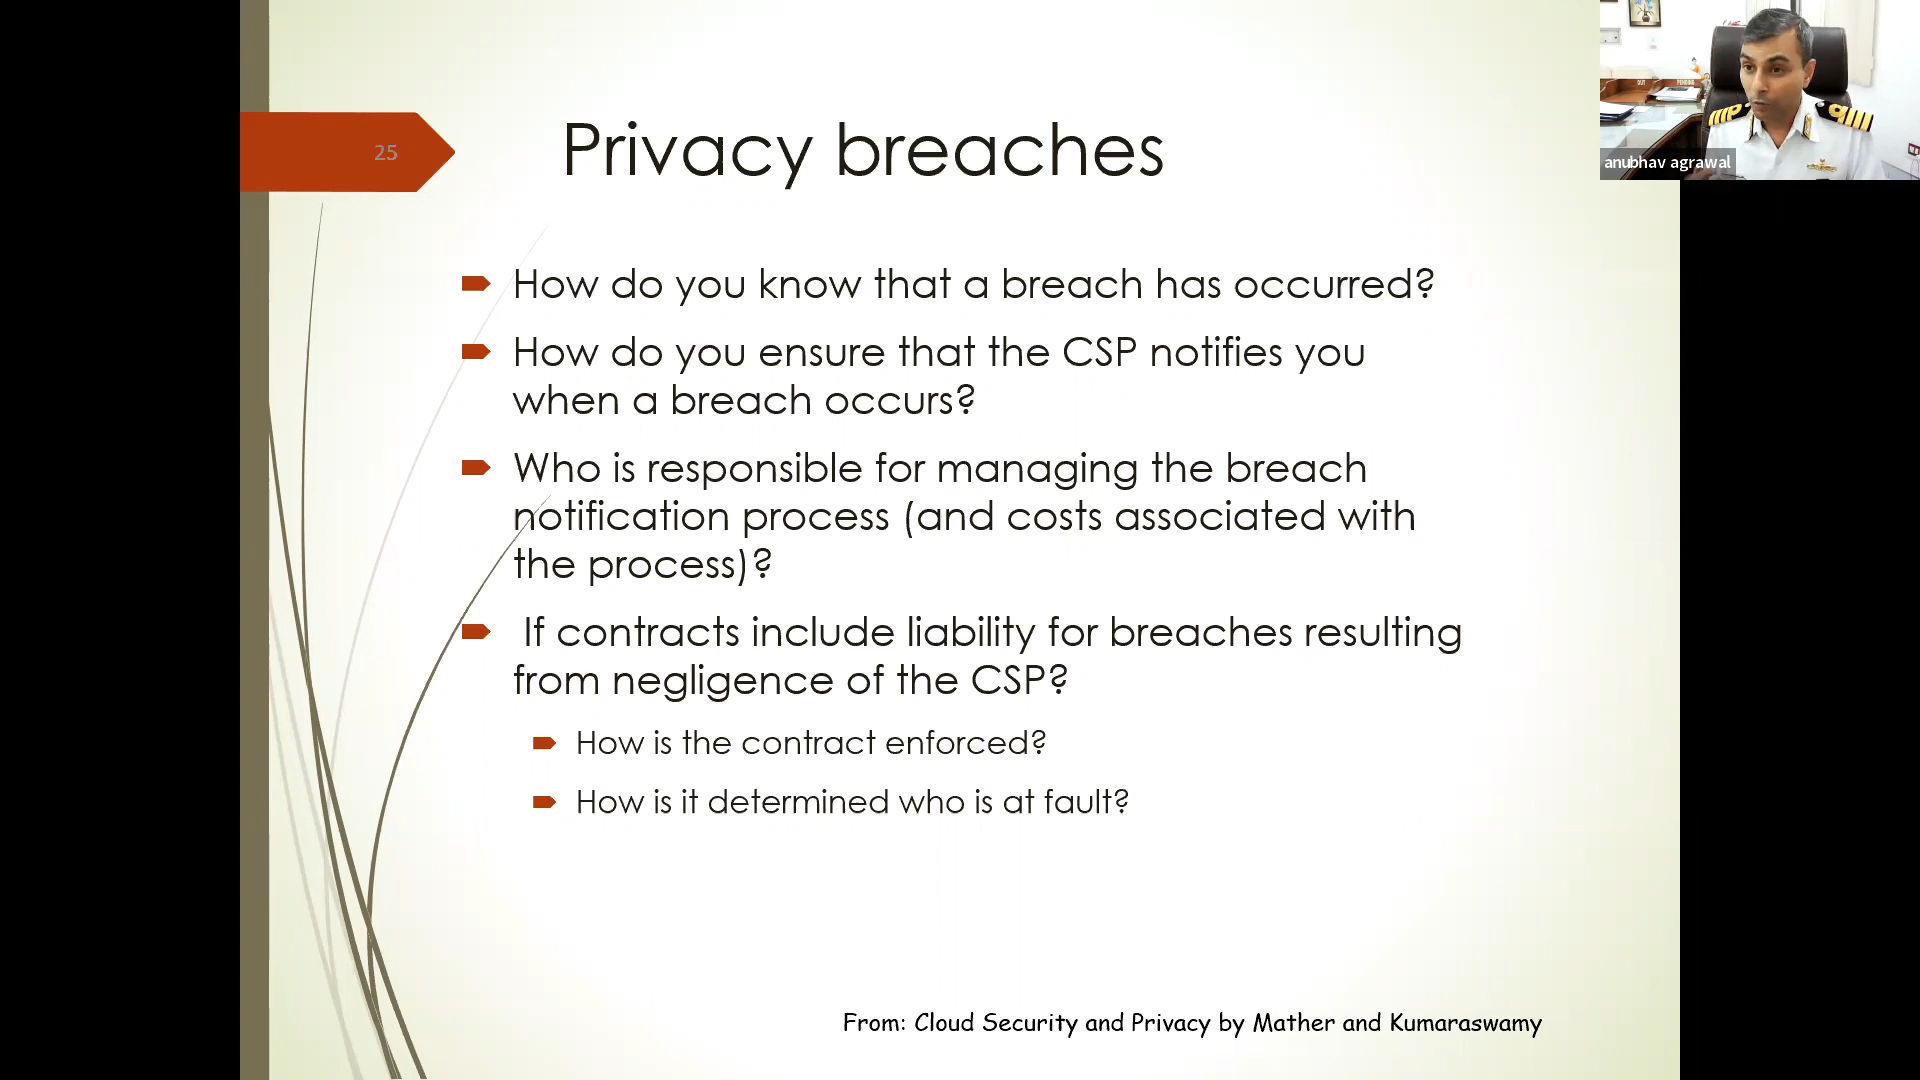 25
Privacy breaches
How do you know that a breach has occurred?
How do you ensure that the CSP notifies you
when a breach occurs?
Who is responsible for managing the breach
notification process (and costs associated with
the process)?
If contracts include liability for breaches resulting
from negligence of the CSP?
How is the contract enforced?
How is it determined who is at fault?
From: Cloud Security and Privacy by Mather and Kumaraswamy
OUT
PENDING
anubhav agrawal